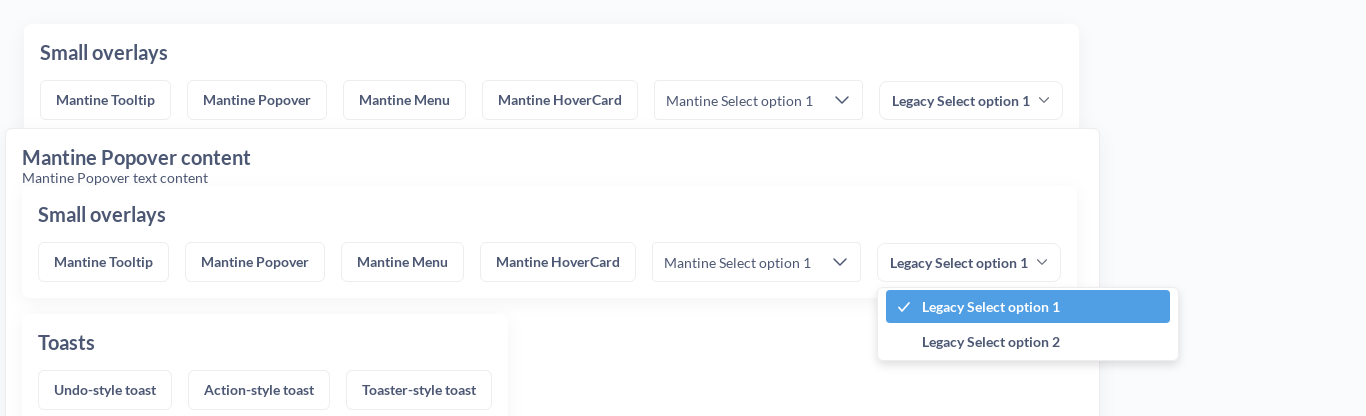 Small overlays
Mantine Tooltip Mantine Popover Mantine Menu Mantine HoverCard Mantine Select option 1 Legacy Select option 1
Mantine Popover content
Mantine Popover text content
Small overlays
Mantine Tooltip Mantine Popover Mantine Menu Mantine HoverCard Mantine Select option 1 Legacy Select option 1
Legacy Select option 1
Legacy Select option 2
Toasts
Undo-style toast Action-style toast Toaster-style toast